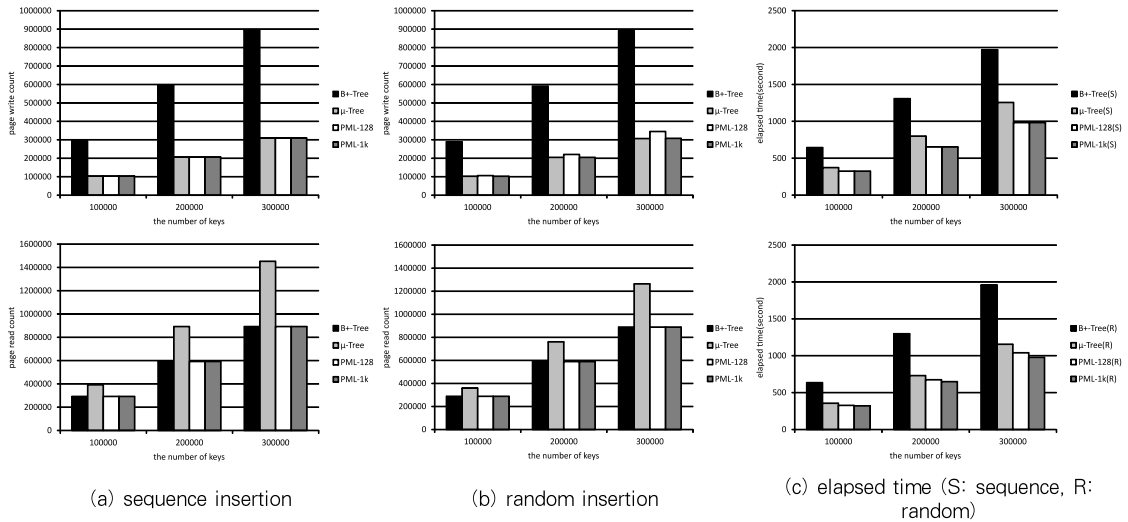 1000000
900000
800000
700000
600000
500000
400000
300000
200000
100000
0
page write count
100000 200000 300000
the number of keys
B+-Tree
μ-Tree
PML-128
PML-1k
1000000
900000
800000
700000
600000
500000
400000
300000
200000
100000
0
page write count
100000 200000 300000
the number of keys
B+-Tree
μ-Tree
PML-128
PML-1k
2500
2000
1500
1000
500
0
elapsed time(second)
100000 200000 300000
the number of keys
B+-Tree(S)
μ-Tree(S)
PML-128(S)
PML-1k(S)
1600000
1400000
1200000
1000000
800000
600000
400000
200000
0
page read count
100000 200000 300000
the number of keys
B+-Tree
μ-Tree
PML-128
PML-1k
1600000
1400000
1200000
1000000
800000
600000
400000
200000
0
page read count
100000 200000 300000
the number of keys
B+-Tree
μ-Tree
PML-128
PML-1k
2500
2000
1500
1000
500
0
elapsed time(second)
100000 200000 300000
the number of keys
B+-Tree(R)
μ-Tree(R)
PML-128(R)
PML-1k(R)
(a) sequence insertion
(b) random insertion
(c) elapsed time (S: sequence, R:
random)